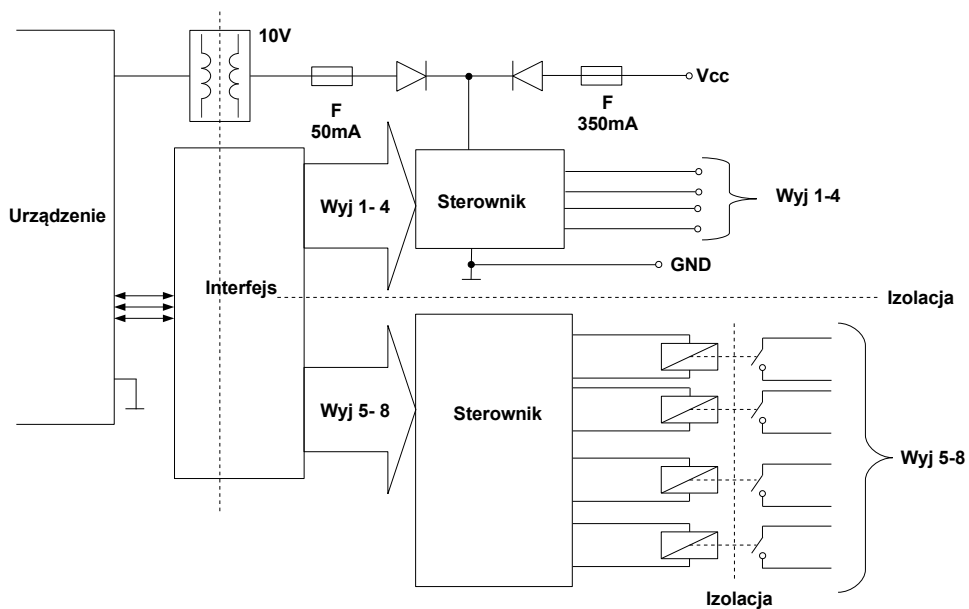 10V
Vcc
F
50mA
F
350mA
Urządzenie
Wyj 1- 4
Sterownik
Wyj 1-4
GND
Interfejs
Izolacja
Wyj 5- 8
Sterownik
Wyj 5-8
Izolacja